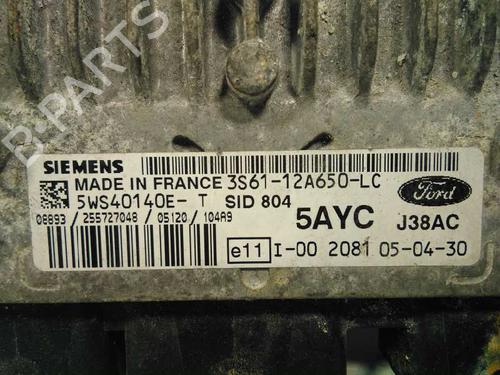 B-PARTS
SIEMENS
MADE IN FRANCE 3S61-12A650-LC
5WS40140E- T SID 804
Ford
08893 / 255727048 / 05120 / 104A9
5AYC J38AC
e11 I-00 2081 05-04-30